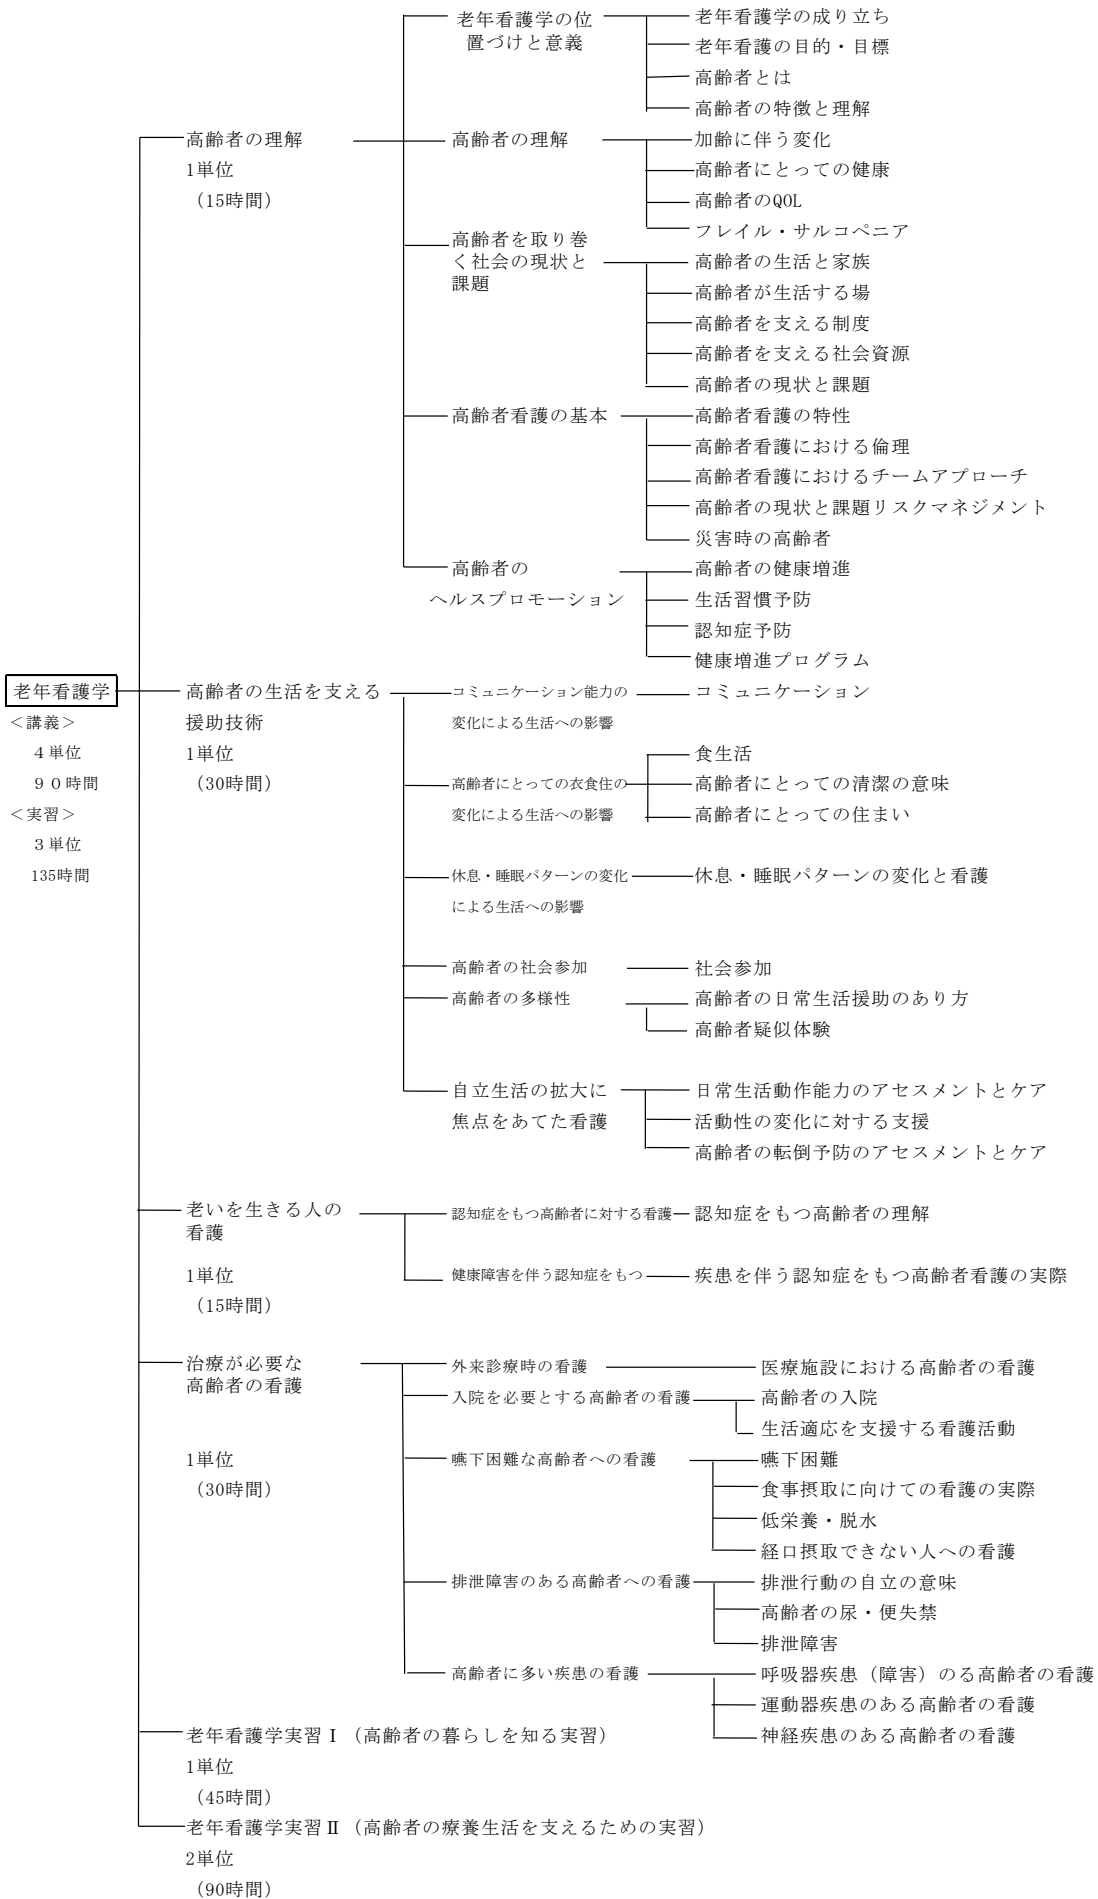 老年看護学
＜講義＞
４単位
９０時間
＜実習＞
３単位
135時間
高齢者の理解
1単位
（15時間）
老年看護学の位
置づけと意義
老年看護学の成り立ち
老年看護の目的・目標
高齢者とは
高齢者の特徴と理解
高齢者の理解
加齢に伴う変化
高齢者にとっての健康
高齢者のQOL
フレイル・サルコペニア
高齢者を取り巻
く社会の現状と
課題
高齢者の生活と家族
高齢者が生活する場
高齢者を支える制度
高齢者を支える社会資源
高齢者の現状と課題
高齢者看護の基本
高齢者看護の特性
高齢者看護における倫理
高齢者看護におけるチームアプローチ
高齢者の現状と課題リスクマネジメント
災害時の高齢者
高齢者の
ヘルスプロモーション
高齢者の健康増進
生活習慣予防
認知症予防
健康増進プログラム
高齢者の生活を支える
援助技術
1単位
（30時間）
コミュニケーション能力の
変化による生活への影響
コミュニケーション
高齢者にとっての衣食住の
変化による生活への影響
食生活
高齢者にとっての清潔の意味
高齢者にとっての住まい
休息・睡眠パターンの変化
による生活への影響
休息・睡眠パターンの変化と看護
高齢者の社会参加
社会参加
高齢者の多様性
高齢者の日常生活援助のあり方
高齢者疑似体験
自立生活の拡大に
焦点をあてた看護
日常生活動作能力のアセスメントとケア
活動性の変化に対する支援
高齢者の転倒予防のアセスメントとケア
老いを生きる人の
看護
1単位
（15時間）
認知症をもつ高齢者に対する看護
認知症をもつ高齢者の理解
健康障害を伴う認知症をもつ
疾患を伴う認知症をもつ高齢者看護の実際
治療が必要な
高齢者の看護
1単位
（30時間）
外来診療時の看護
医療施設における高齢者の看護
入院を必要とする高齢者の看護
高齢者の入院
生活適応を支援する看護活動
嚥下困難な高齢者への看護
嚥下困難
食事摂取に向けての看護の実際
低栄養・脱水
経口摂取できない人への看護
排泄障害のある高齢者への看護
排泄行動の自立の意味
高齢者の尿・便失禁
排泄障害
高齢者に多い疾患の看護
呼吸器疾患（障害）のる高齢者の看護
運動器疾患のある高齢者の看護
神経疾患のある高齢者の看護
老年看護学実習Ⅰ（高齢者の暮らしを知る実習）
1単位
（45時間）
老年看護学実習Ⅱ（高齢者の療養生活を支えるための実習）
2単位
（90時間）